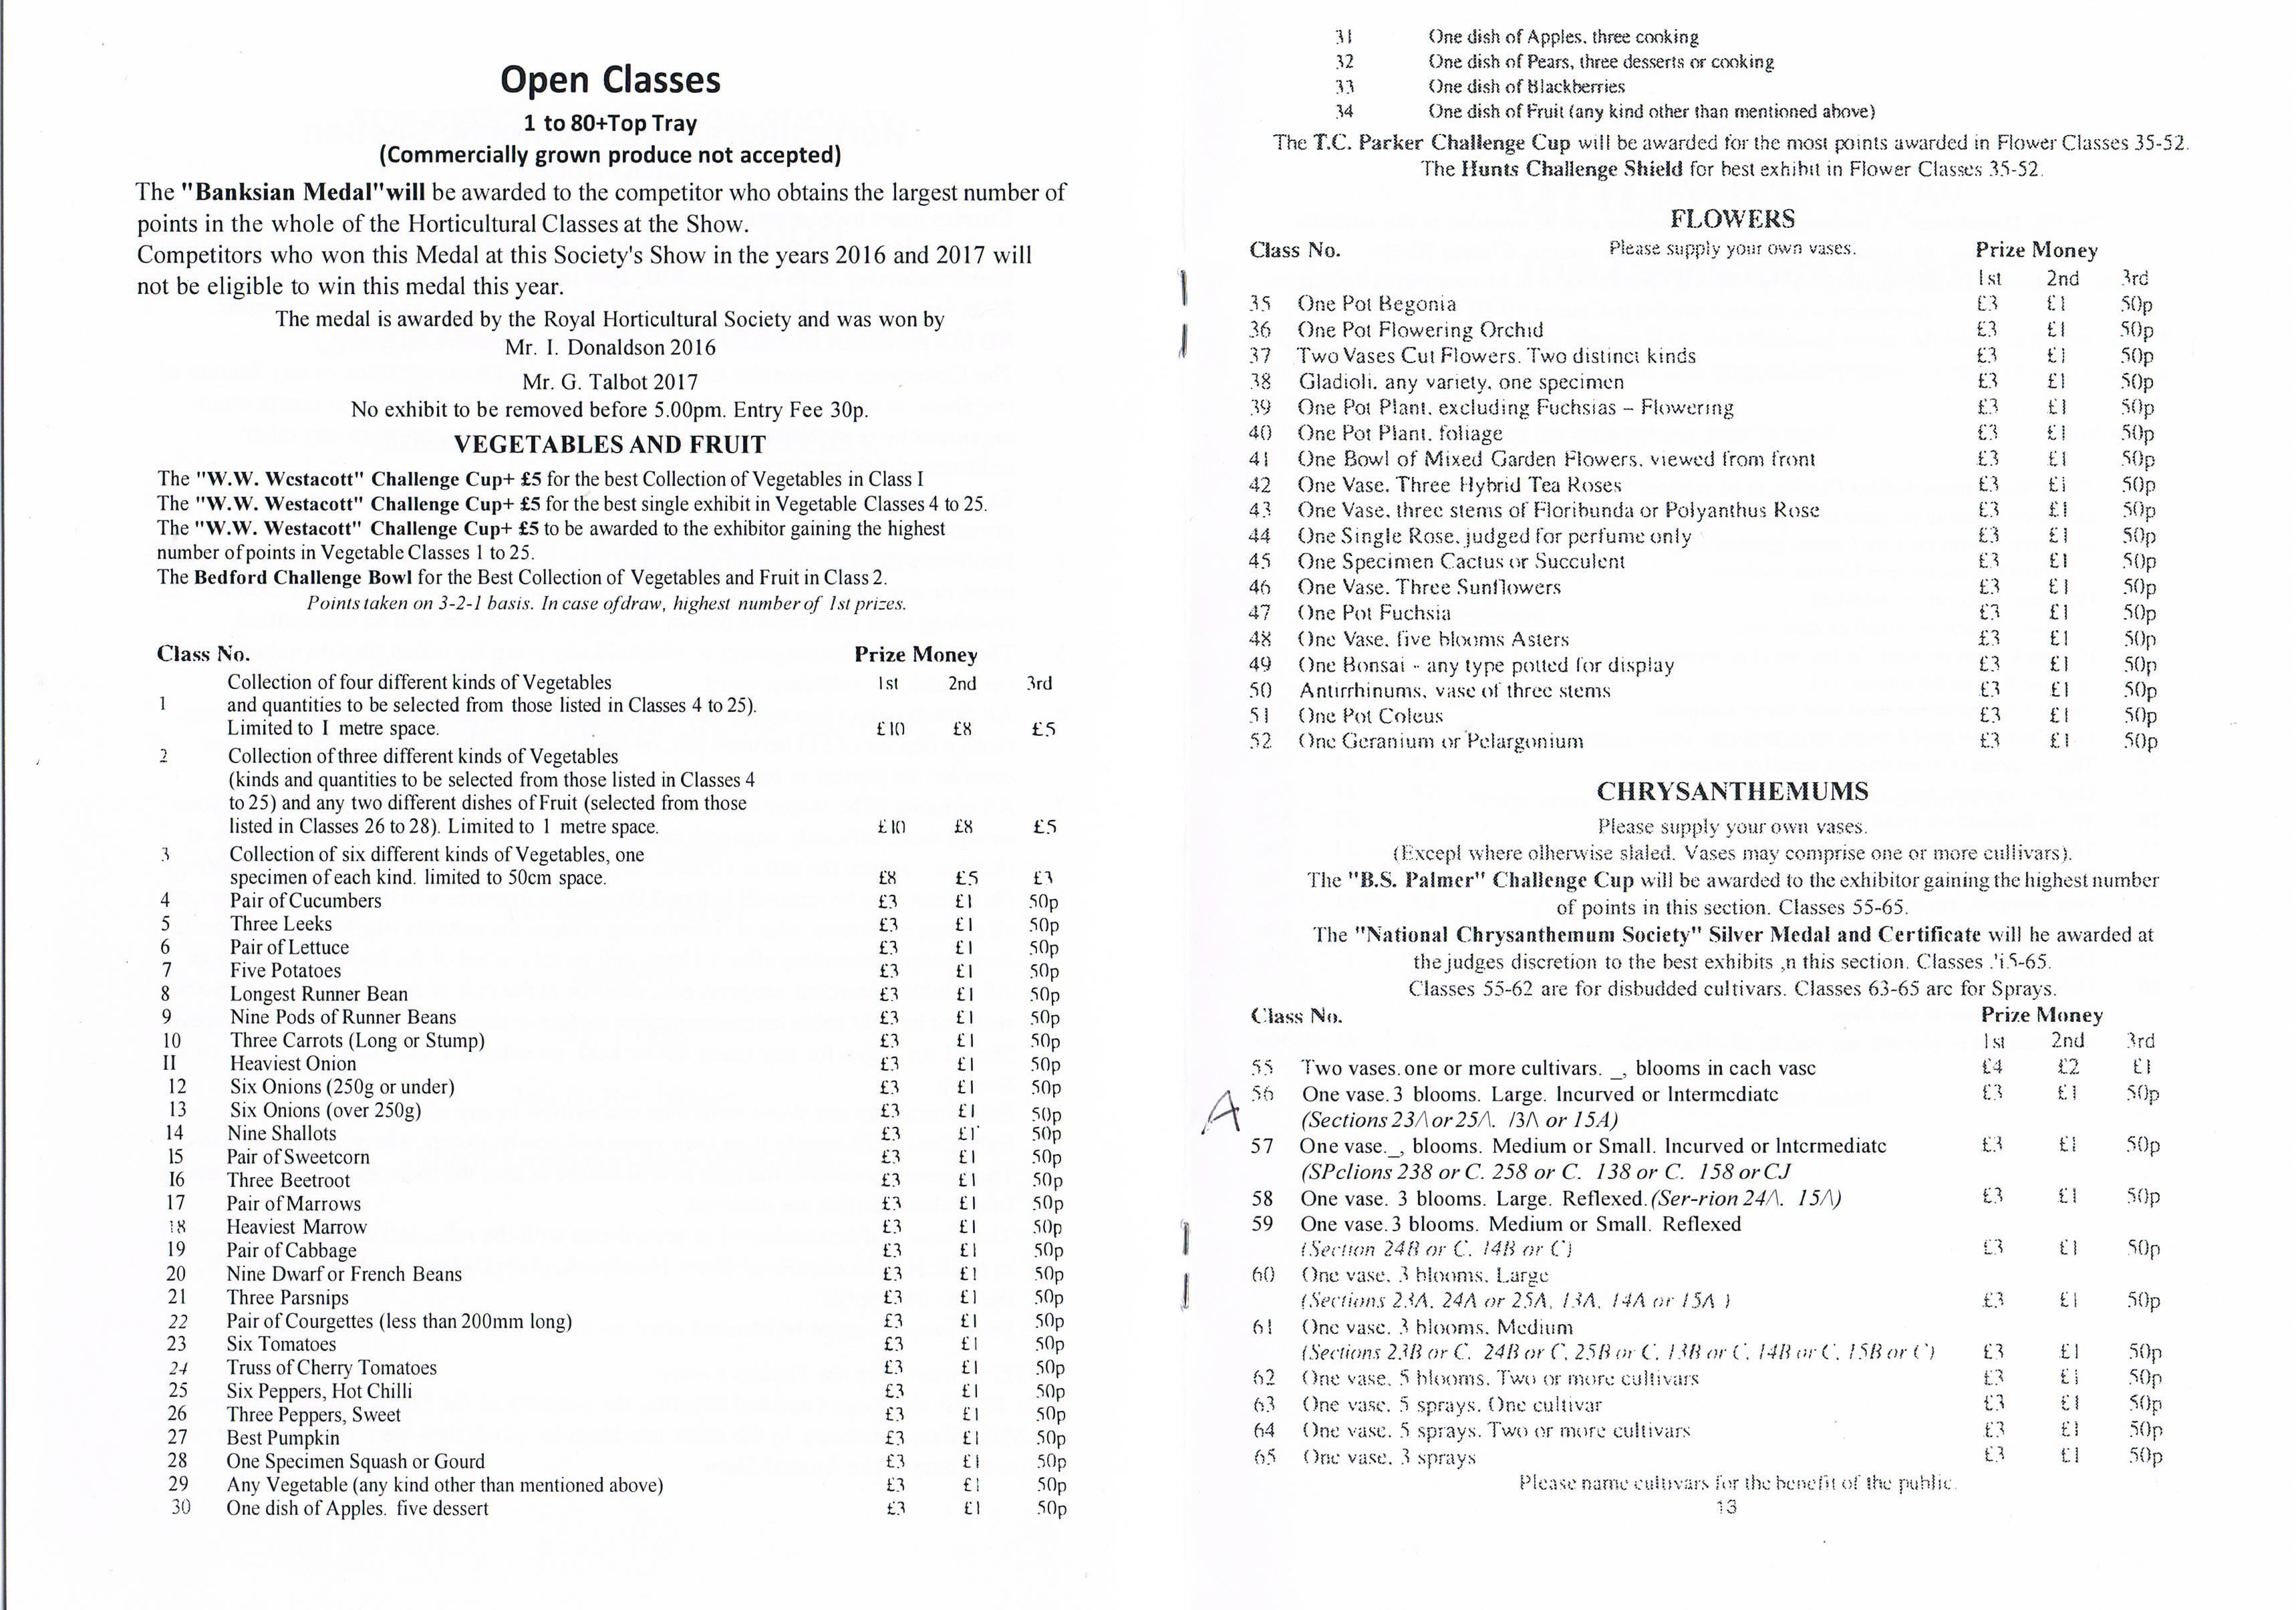 Open Classes
1 to 80+Top Tray
(Commercially grown produce not accepted)
The "Banksian Medal"will be awarded to the competitor who obtains the largest number of
points in the whole of the Horticultural Classes at the Show.
Competitors who won this Medal at this Society's Show in the years 2016 and 2017 will
not be eligible to win this medal this year.
The medal is awarded by the Royal Horticultural Society and was won by
Mr. I. Donaldson 2016
Mr. G. Talbot 2017
No exhibit to be removed before 5.00pm. Entry Fee 30p.
VEGETABLES AND FRUIT
The "W.W. Westacott" Challenge Cup+ £5 for the best Collection of Vegetables in Class I
The "W.W. Westacott" Challenge Cup+ £5 for the best single exhibit in Vegetable Classes 4 to 25.
The "W.W. Westacott" Challenge Cup+ £5 to be awarded to the exhibitor gaining the highest
number of points in Vegetable Classes 1 to 25.
The Bedford Challenge Bowl for the Best Collection of Vegetables and Fruit in Class 2.
Points taken on 3-2-1 basis. In case of draw, highest number of 1st prizes.
Class No. Prize Money
Collection of four different kinds of Vegetables 1st 2nd 3rd
1 and quantities to be selected from those listed in Classes 4 to 25).
Limited to 1 metre space. £10 £8 £5
2 Collection of three different kinds of Vegetables
(kinds and quantities to be selected from those listed in Classes 4
to 25) and any two different dishes of Fruit (selected from those
listed in Classes 26 to 28). Limited to 1 metre space. £10 £8 £5
3 Collection of six different kinds of Vegetables, one
specimen of each kind. limited to 50cm space. £8 £5 £3
4 Pair of Cucumbers £3 £1 50p
5 Three Leeks £3 £1 50p
6 Pair of Lettuce £3 £1 50p
7 Five Potatoes £3 £1 50p
8 Longest Runner Bean £3 £1 50p
9 Nine Pods of Runner Beans £3 £1 50p
10 Three Carrots (Long or Stump) £3 £1 50p
11 Heaviest Onion £3 £1 50p
12 Six Onions (250g or under) £3 £1 50p
13 Six Onions (over 250g) £3 £1 50p
14 Nine Shallots £3 £1 50p
15 Pair of Sweetcorn £3 £1 50p
16 Three Beetroot £3 £1 50p
17 Pair of Marrows £3 £1 50p
18 Heaviest Marrow £3 £1 50p
19 Pair of Cabbage £3 £1 50p
20 Nine Dwarf or French Beans £3 £1 50p
21 Three Parsnips £3 £1 50p
22 Pair of Courgettes (less than 200mm long) £3 £1 50p
23 Six Tomatoes £3 £1 50p
24 Truss of Cherry Tomatoes £3 £1 50p
25 Six Peppers, Hot Chilli £3 £1 50p
26 Three Peppers, Sweet £3 £1 50p
27 Best Pumpkin £3 £1 50p
28 One Specimen Squash or Gourd £3 £1 50p
29 Any Vegetable (any kind other than mentioned above) £3 £1 50p
30 One dish of Apples. five dessert £3 £1 50p
31 One dish of Apples, three cooking
32 One dish of Pears, three desserts or cooking
33 One dish of Blackberries
34 One dish of Fruit (any kind other than mentioned above)
The T.C. Parker Challenge Cup will be awarded for the most points awarded in Flower Classes 35-52.
The Hunts Challenge Shield for best exhibit in Flower Classes 35-52.
FLOWERS
Class No. Please supply your own vases. Prize Money
1st 2nd 3rd
35 One Pot Begonia £3 £1 50p
36 One Pot Flowering Orchid £3 £1 50p
37 Two Vases Cut Flowers. Two distinct kinds £3 £1 50p
38 Gladioli, any variety, one specimen £3 £1 50p
39 One Pot Plant, excluding Fuchsias – Flowering £3 £1 50p
40 One Pot Plant, foliage £3 £1 50p
41 One Bowl of Mixed Garden Flowers, viewed from front £3 £1 50p
42 One Vase, Three Hybrid Tea Roses £3 £1 50p
43 One Vase, three stems of Floribunda or Polyanthus Rose £3 £1 50p
44 One Single Rose, judged for perfume only £3 £1 50p
45 One Specimen Cactus or Succulent £3 £1 50p
46 One Vase, Three Sunflowers £3 £1 50p
47 One Pot Fuchsia £3 £1 50p
48 One Vase, five blooms Asters £3 £1 50p
49 One Bonsai - any type potted for display £3 £1 50p
50 Antirrhinums, vase of three stems £3 £1 50p
51 One Pot Coleus £3 £1 50p
52 One Geranium or Pelargonium £3 £1 50p
CHRYSANTHEMUMS
Please supply your own vases.
(Except where otherwise slaled. Vases may comprise one or more cultivars).
The "B.S. Palmer" Challenge Cup will be awarded to the exhibitor gaining the highest number
of points in this section. Classes 55-65.
The "National Chrysanthemum Society" Silver Medal and Certificate will he awarded at
the judges discretion to the best exhibits ,n this section. Classes .'i5-65.
Classes 55-62 are for disbudded cultivars. Classes 63-65 arc for Sprays.
Class No. Prize Money
1st 2nd 3rd
55 Two vases. one or more cultivars. _, blooms in each vasc £4 £2 £1
A 56 One vase. 3 blooms. Large. Incurved or Intermcdiatc £3 £1 50p
(Sections 23A or 25A. 13A or 15A)
57 One vase._, blooms. Medium or Small. Incurved or Intcrmediatc £3 £1 50p
(SPclions 238 or C. 258 or C. 138 or C. 158 or CJ
58 One vase. 3 blooms. Large. Reflexed. (Ser-rion 24A. 15A) £3 £1 50p
59 One vase. 3 blooms. Medium or Small. Reflexed
(Section 24B or C. 14B or C) £3 £1 50p
60 One vase, 3 blooms, Large
(Sections 23A, 24A or 25A, 13A, 14A or 15A ) £3 £1 50p
61 One vase, 3 blooms, Medium
(Sections 23B or C, 24B or C, 25B or C, 13B or C, 14B or C, 15B or C) £3 £1 50p
62 One vase, 5 blooms. Two or more cultivars £3 £1 50p
63 One vase, 5 sprays. One cultivar £3 £1 50p
64 One vase, 5 sprays. Two or more cultivars £3 £1 50p
65 One vase, 3 sprays £3 £1 50p
Please name cultivars for the benefit of the public.
13